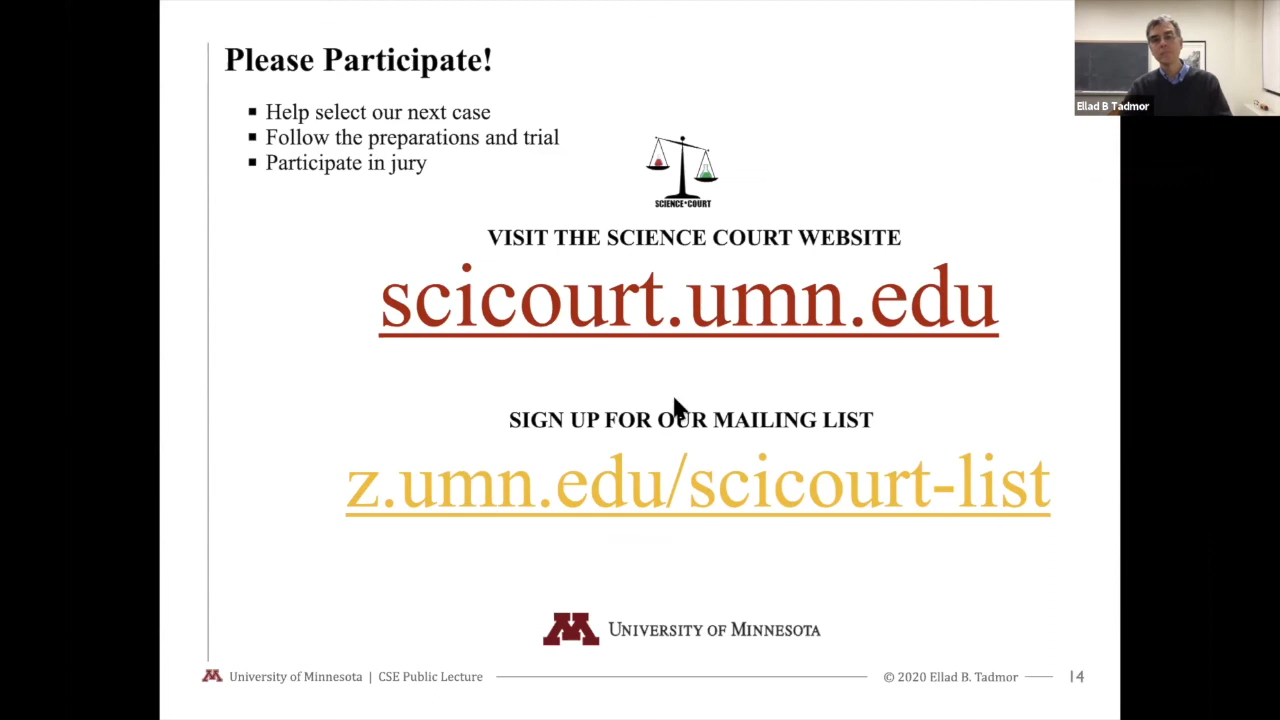 Please Participate!
Help select our next case
Follow the preparations and trial
Participate in jury
SCIENCE COURT
VISIT THE SCIENCE COURT WEBSITE
scicourt.umn.edu
SIGN UP FOR OUR MAILING LIST
z.umn.edu/scicourt-list
UNIVERSITY OF MINNESOTA
University of Minnesota | CSE Public Lecture
© 2020 Ellad B. Tadmor
14
Ellad B Tadmor